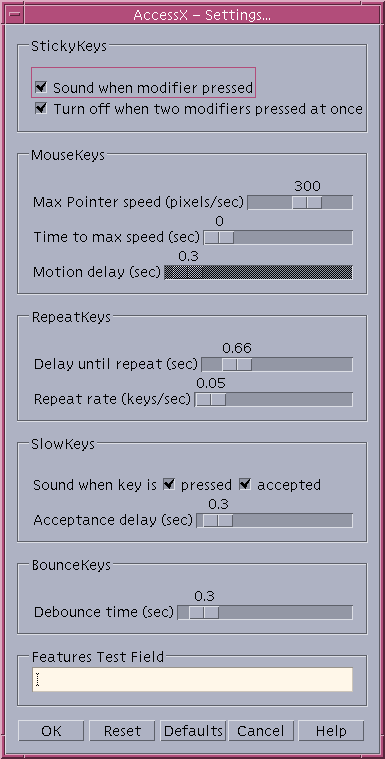 AccessX – Settings...
StickyKeys
Sound when modifier pressed
Turn off when two modifiers pressed at once
MouseKeys
300
Max Pointer speed (pixels/sec)
0
Time to max speed (sec)
0.3
Motion delay (sec)
RepeatKeys
0.66
Delay until repeat (sec)
0.05
Repeat rate (keys/sec)
SlowKeys
Sound when key is pressed accepted
0.3
Acceptance delay (sec)
BounceKeys
0.3
Debounce time (sec)
Features Test Field
OK Reset Defaults Cancel Help